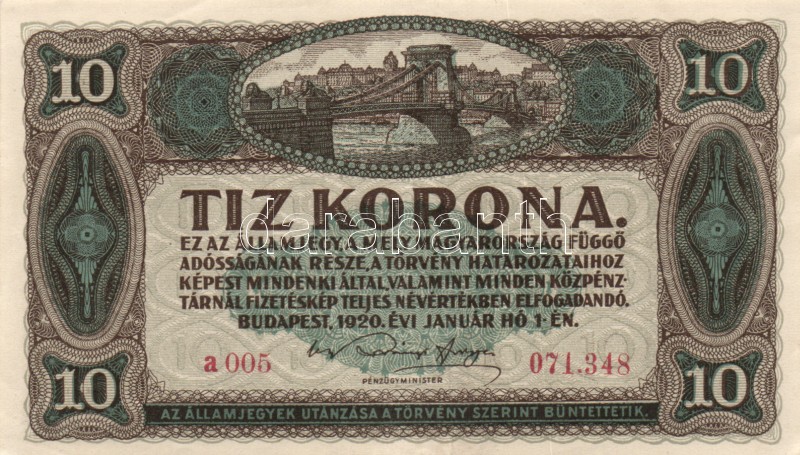 10 10
TIZ KORONA.
EZ AZ ÁLLAMJEGY, AMELY MAGYARORSZÁG FÜGGŐ
ADÓSSÁGÁNAK RÉSZE, A TÖRVÉNY HATÁROZATAIHOZ
KÉPEST MINDENKI ÁLTAL, VALAMINT MINDEN KÖZPÉNZ-
TÁRNÁL FIZETÉSKÉP TELJES NÉVÉRTÉKBEN ELFOGADANDÓ.
BUDAPEST, 1920. ÉVI JANUÁR HÓ 1-ÉN.
a 005 071.348
PÉNZÜGYMINISTER
10 10
AZ ÁLLAMJEGYEK UTÁNZÁSA A TÖRVÉNY SZERINT BÜNTETTETIK.
darabanth